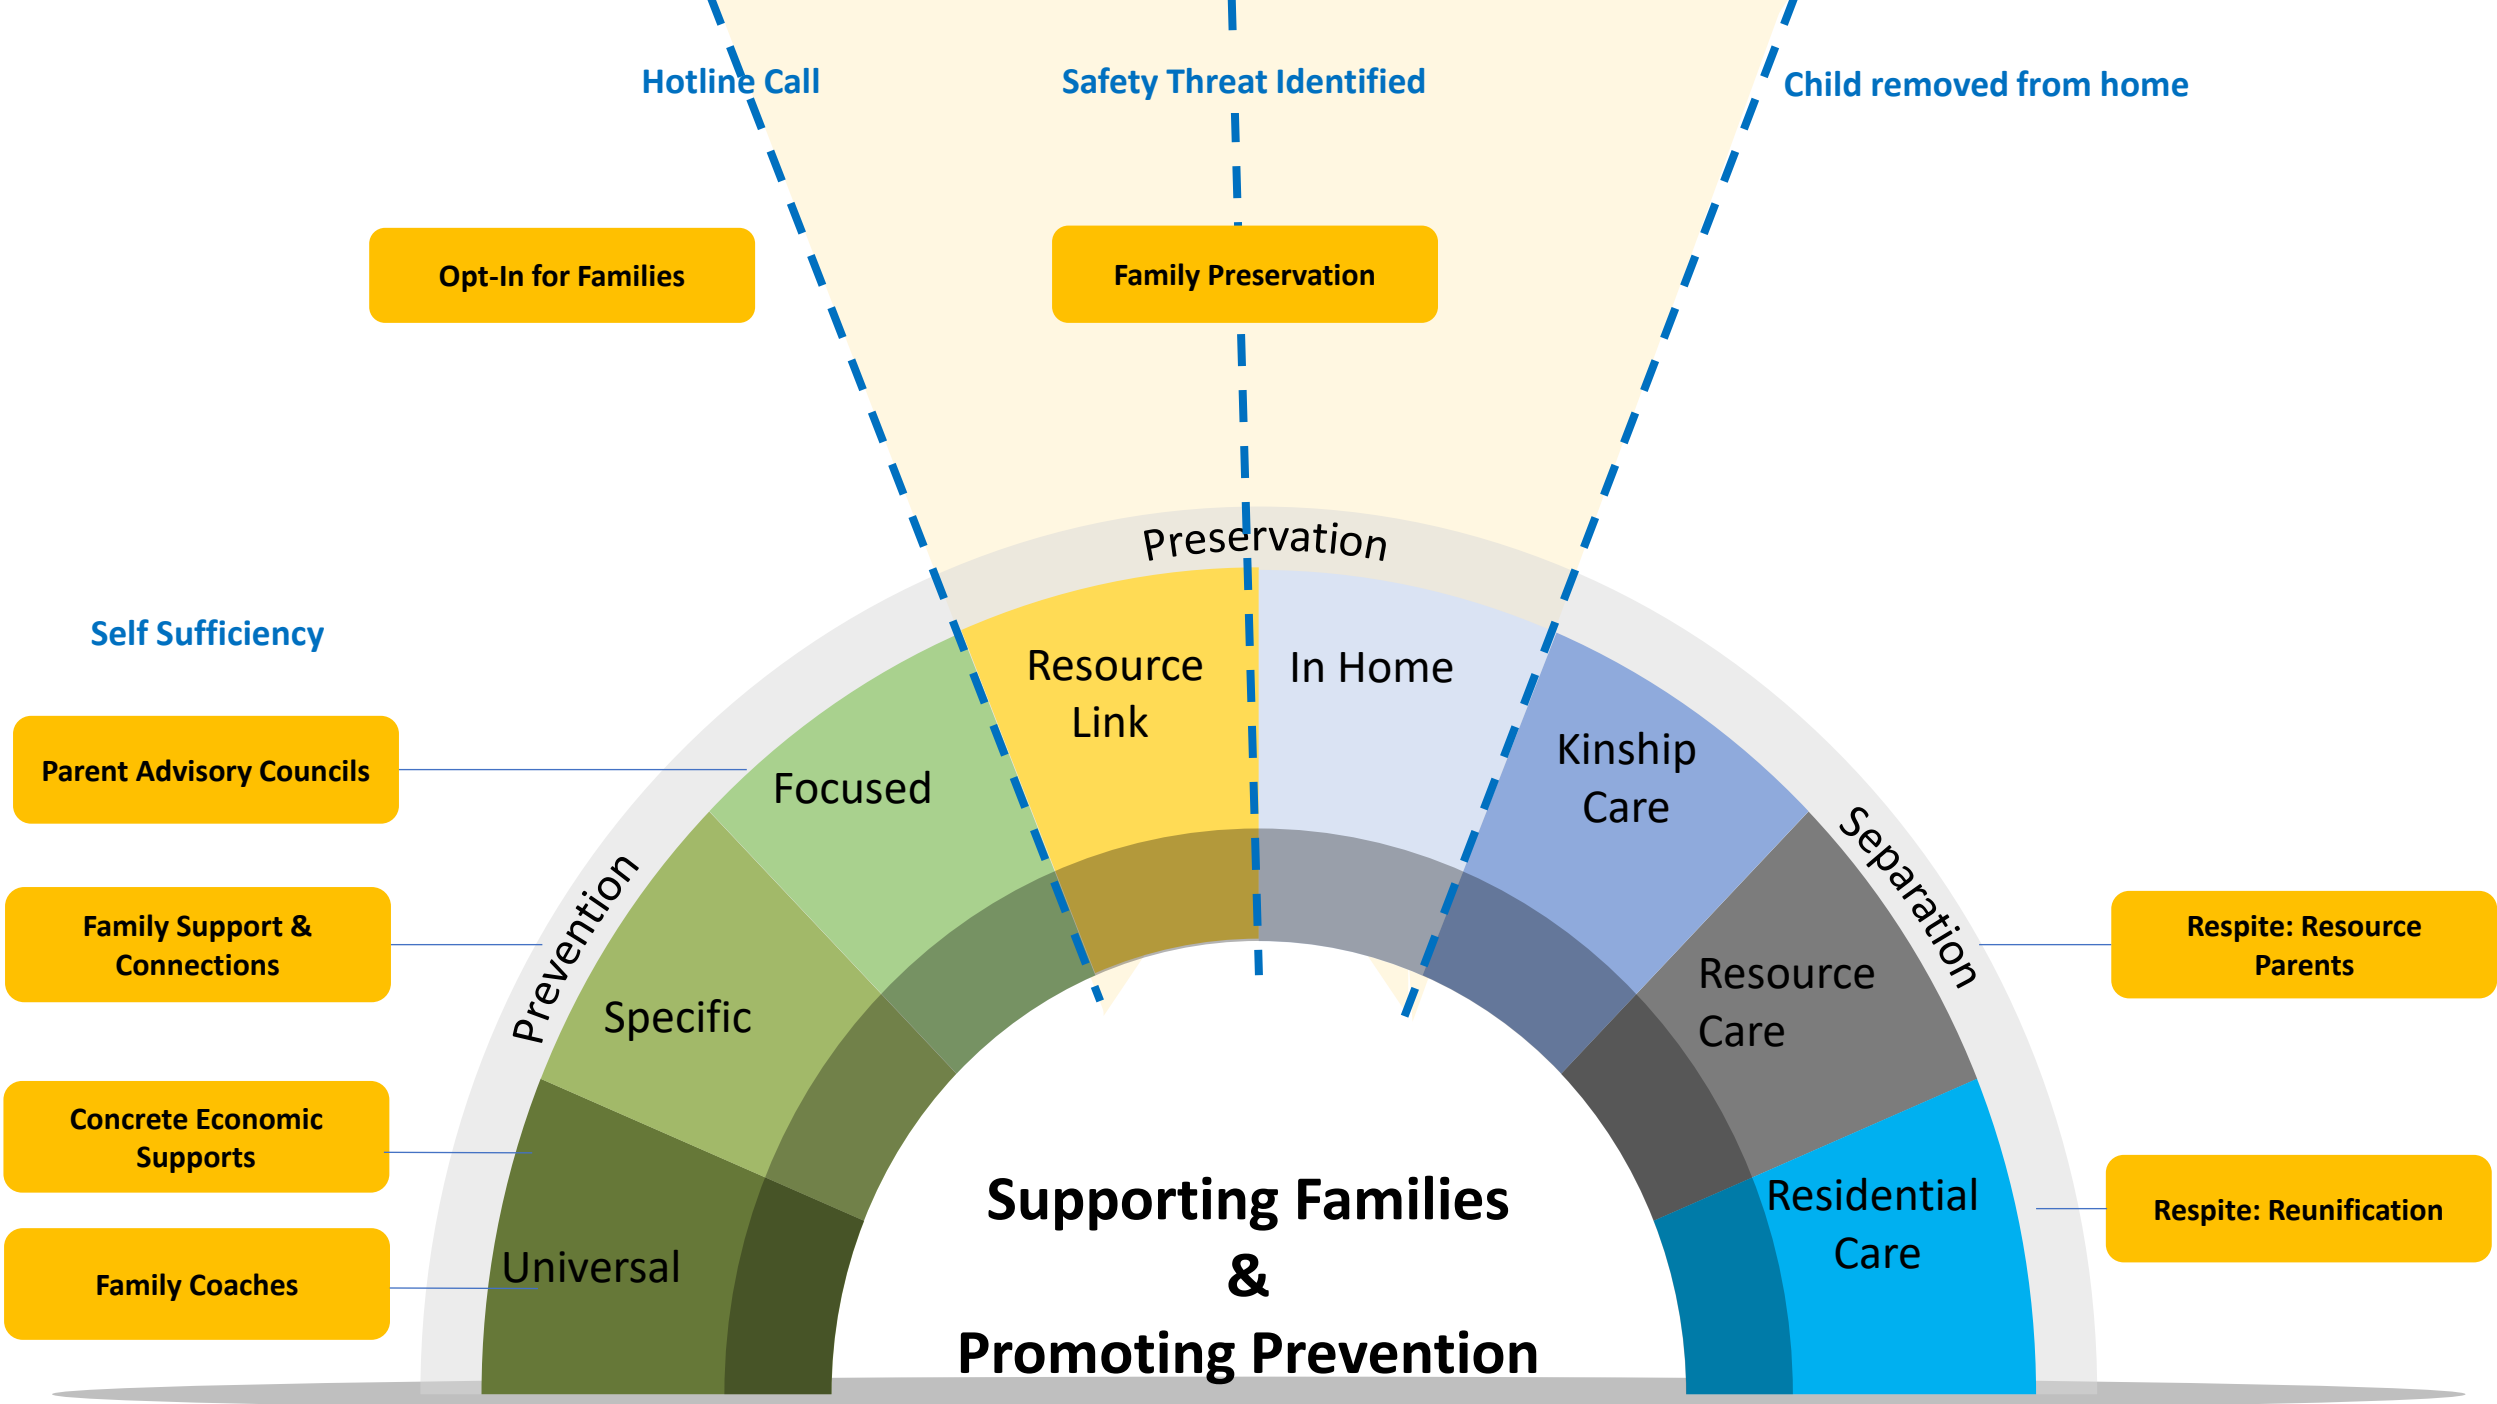 Hotline Call
Safety Threat Identified
Child removed from home
Opt-In for Families
Family Preservation
Preservation
Self Sufficiency
Resource
Link
In Home
Kinship
Care
Parent Advisory Councils
Focused
Separation
Prevention
Family Support &
Connections
Specific
Resource
Care
Respite: Resource
Parents
Concrete Economic
Supports
Universal
Family Coaches
Residential
Care
Respite: Reunification
Supporting Families
&
Promoting Prevention